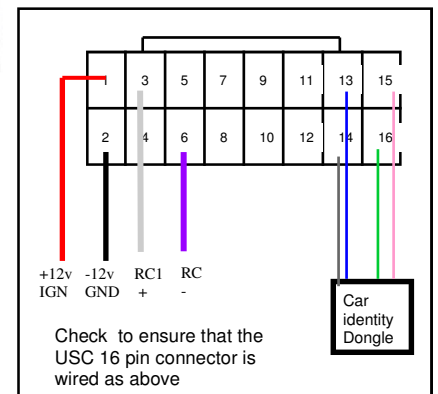 1 3 5 7 9 11 13 15
2 4 6 8 10 12 14 16
+12v -12v RC1 RC
IGN GND + -
Car
identity
Dongle
Check to ensure that the
USC 16 pin connector is
wired as above